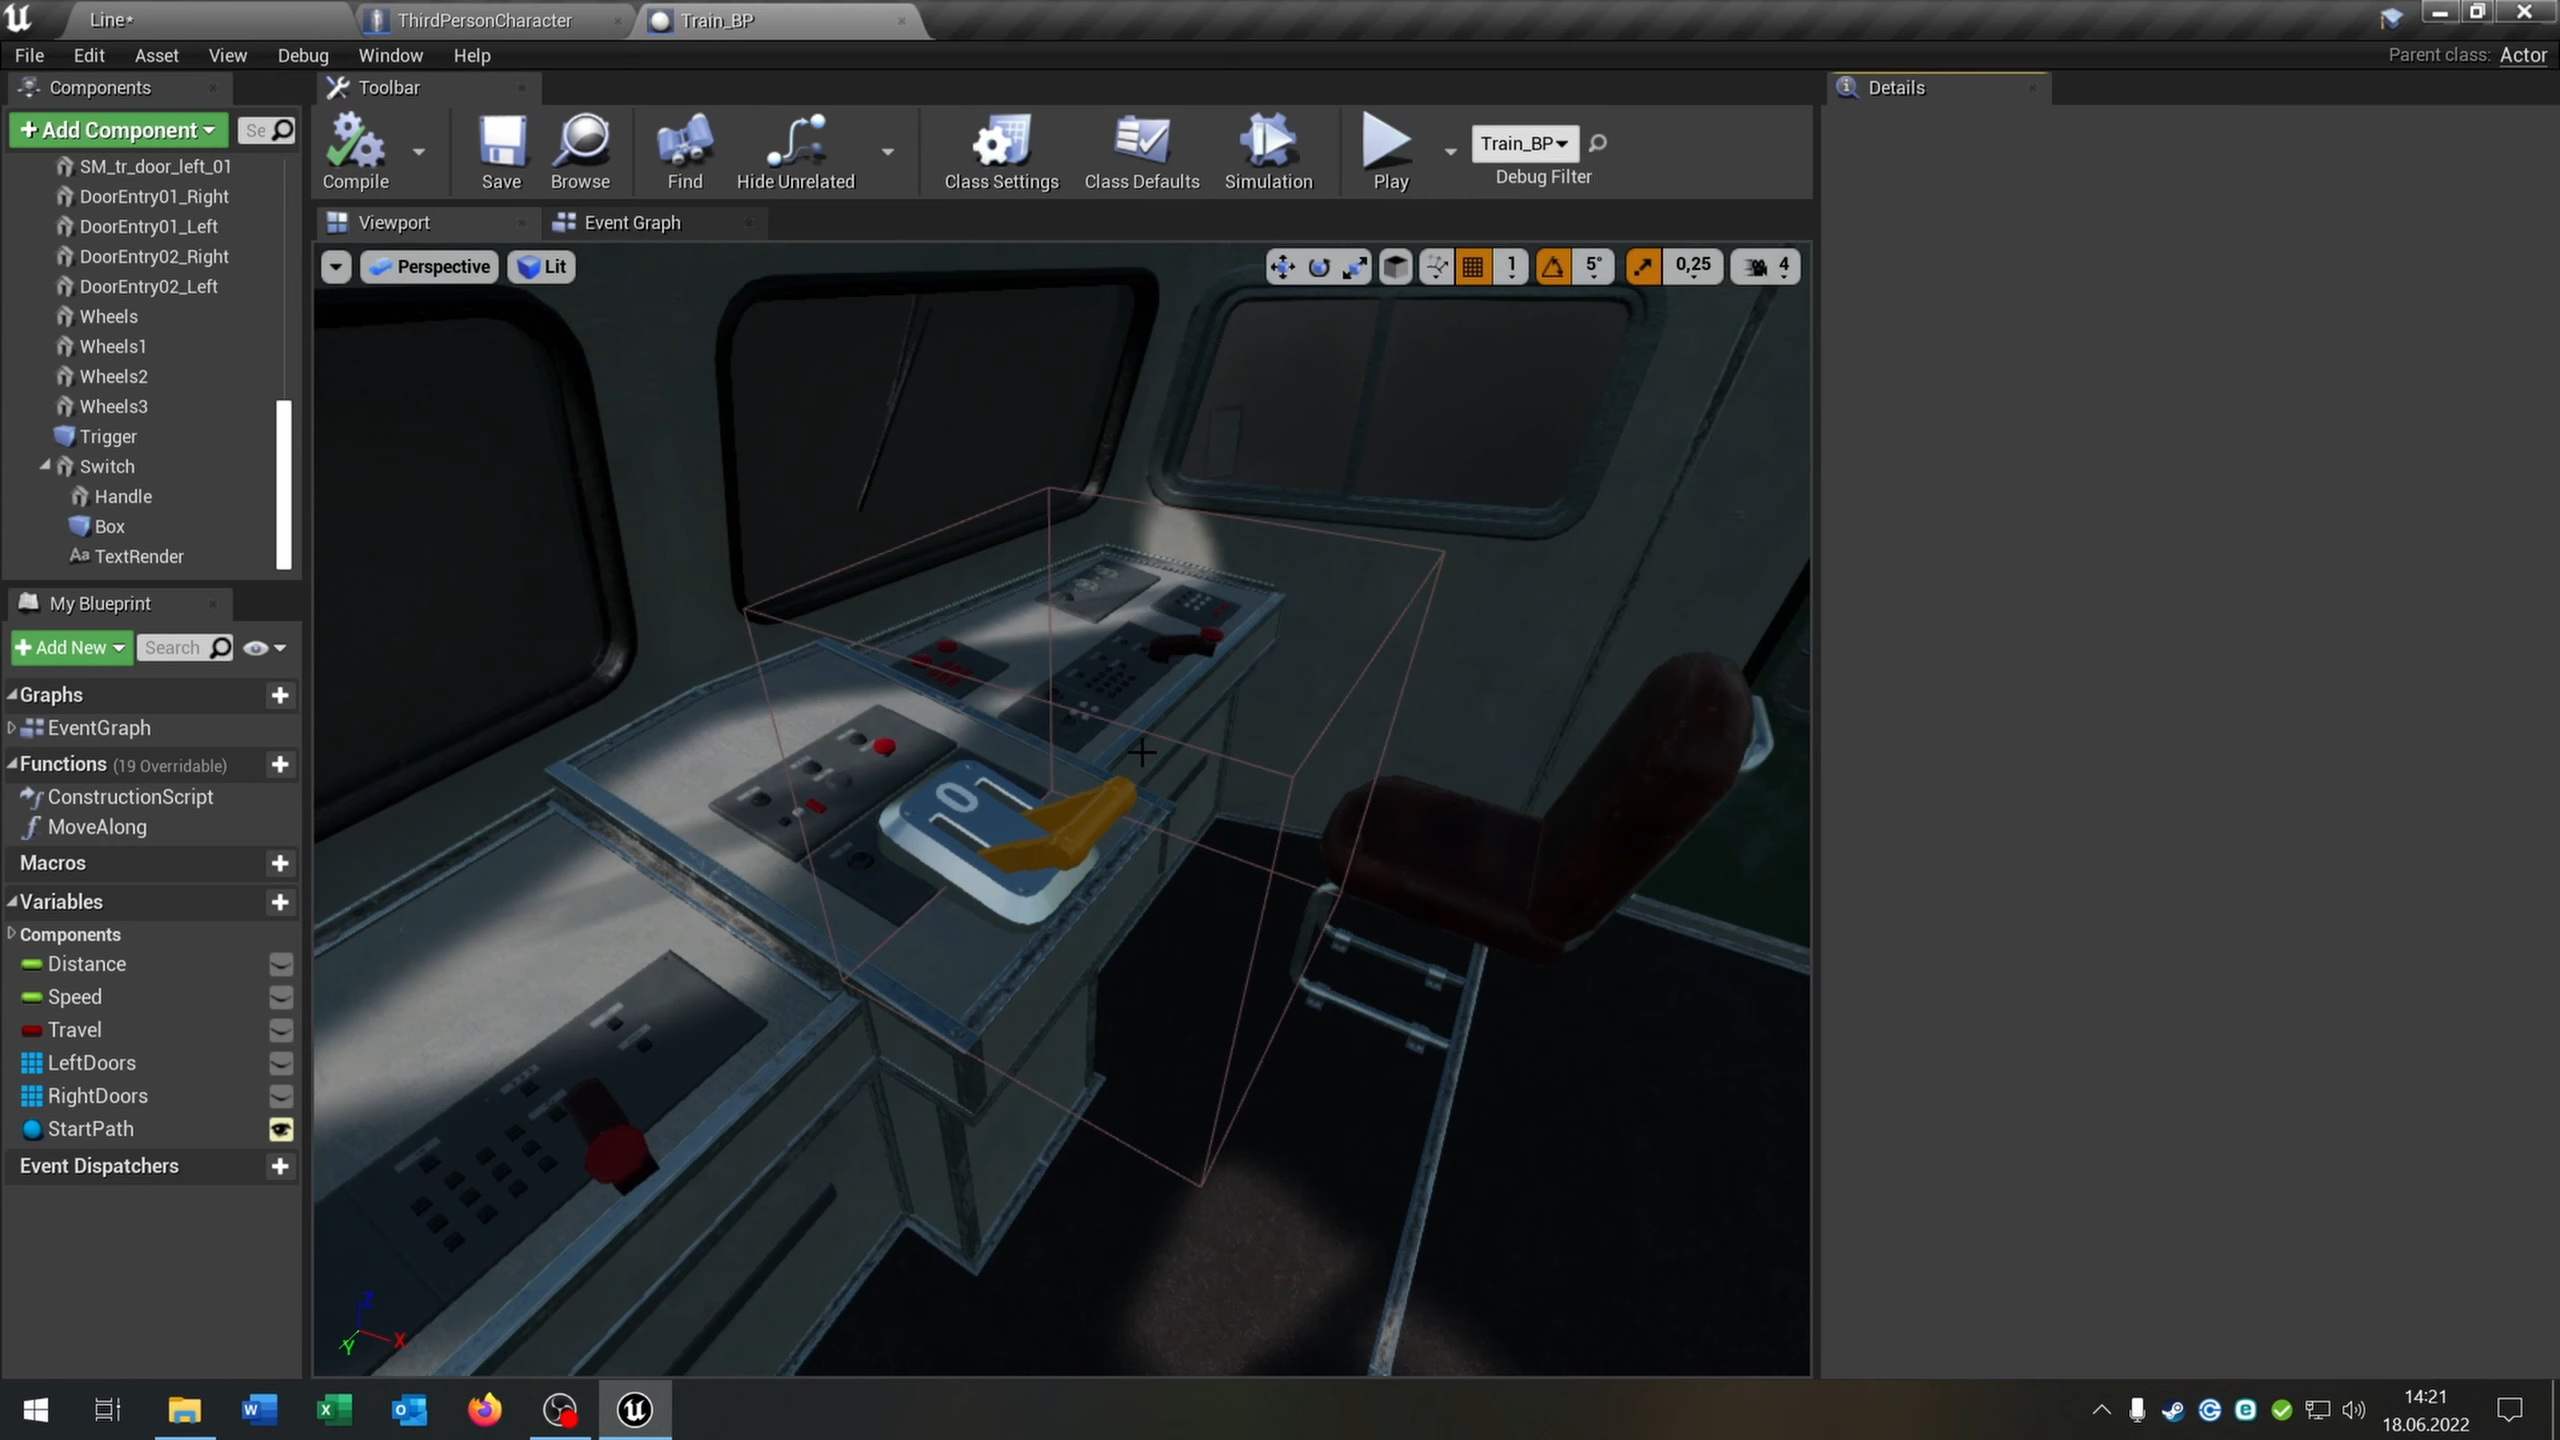 Line*
ThirdPersonCharacter
Train_BP
File Edit Asset View Debug Window Help
Parent class: Actor
Components
Toolbar
Details
+ Add Component
Se
SM_tr_door_left_01
DoorEntry01_Right
DoorEntry01_Left
DoorEntry02_Right
DoorEntry02_Left
Wheels
Wheels1
Wheels2
Wheels3
Trigger
Switch
Handle
Box
Aa TextRender
Compile
Save
Browse
Find
Hide Unrelated
Class Settings
Class Defaults
Simulation
Play
Train_BP
Debug Filter
Viewport
Event Graph
Perspective
Lit
1
5°
0,25
4
0
Z
X
Y
My Blueprint
+ Add New
Search
Graphs
EventGraph
Functions (19 Overridable)
ConstructionScript
MoveAlong
Macros
Variables
Components
Distance
Speed
Travel
LeftDoors
RightDoors
StartPath
Event Dispatchers
14:21
18.06.2022